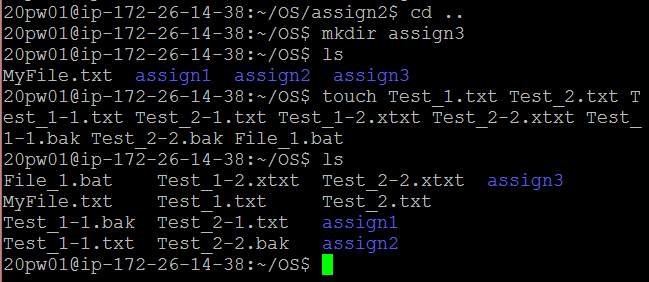 20pw01@ip-172-26-14-38:~/OS/assign2$ cd ..
20pw01@ip-172-26-14-38:~/OS$ mkdir assign3
20pw01@ip-172-26-14-38:~/OS$ ls
MyFile.txt  assign1  assign2  assign3
20pw01@ip-172-26-14-38:~/OS$ touch Test_1.txt Test_2.txt T
est_1-1.txt Test_2-1.txt Test_1-2.xtxt Test_2-2.xtxt Test_
1-1.bak Test_2-2.bak File_1.bat
20pw01@ip-172-26-14-38:~/OS$ ls
File_1.bat    Test_1-2.xtxt  Test_2-2.xtxt  assign3
MyFile.txt    Test_1.txt     Test_2.txt
Test_1-1.bak  Test_2-1.txt   assign1
Test_1-1.txt  Test_2-2.bak   assign2
20pw01@ip-172-26-14-38:~/OS$